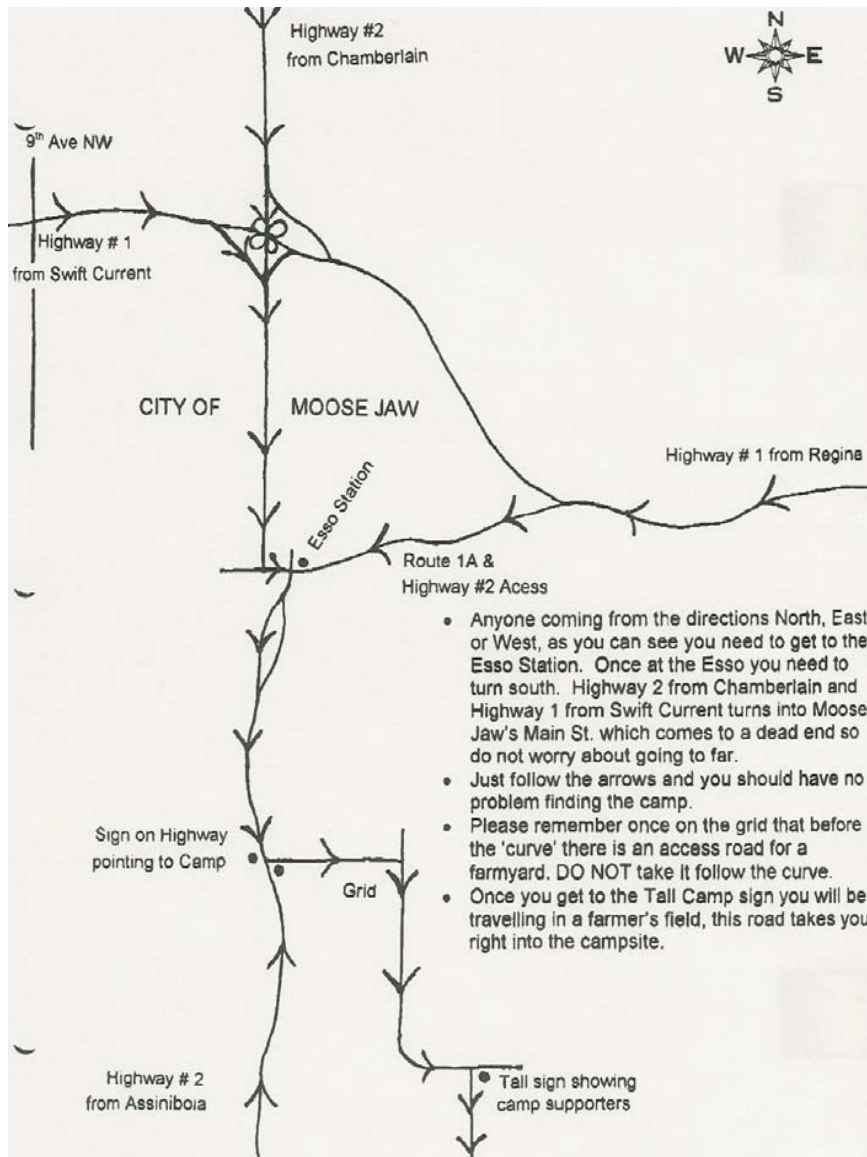 Highway #2
from Chamberlain
N
W E
S
9th Ave NW
Highway # 1
from Swift Current
CITY OF MOOSE JAW
Highway # 1 from Regina
Esso Station
Route 1A &
Highway #2 Acess
• Anyone coming from the directions North, East
or West, as you can see you need to get to the
Esso Station. Once at the Esso you need to
turn south. Highway 2 from Chamberlain and
Highway 1 from Swift Current turns into Moose
Jaw's Main St. which comes to a dead end so
do not worry about going to far.
• Just follow the arrows and you should have no
problem finding the camp.
• Please remember once on the grid that before
the 'curve' there is an access road for a
farmyard. DO NOT take it follow the curve.
• Once you get to the Tall Camp sign you will be
travelling in a farmer's field, this road takes you
right into the campsite.
Sign on Highway
pointing to Camp
Grid
Highway # 2
from Assiniboia
Tall sign showing
camp supporters